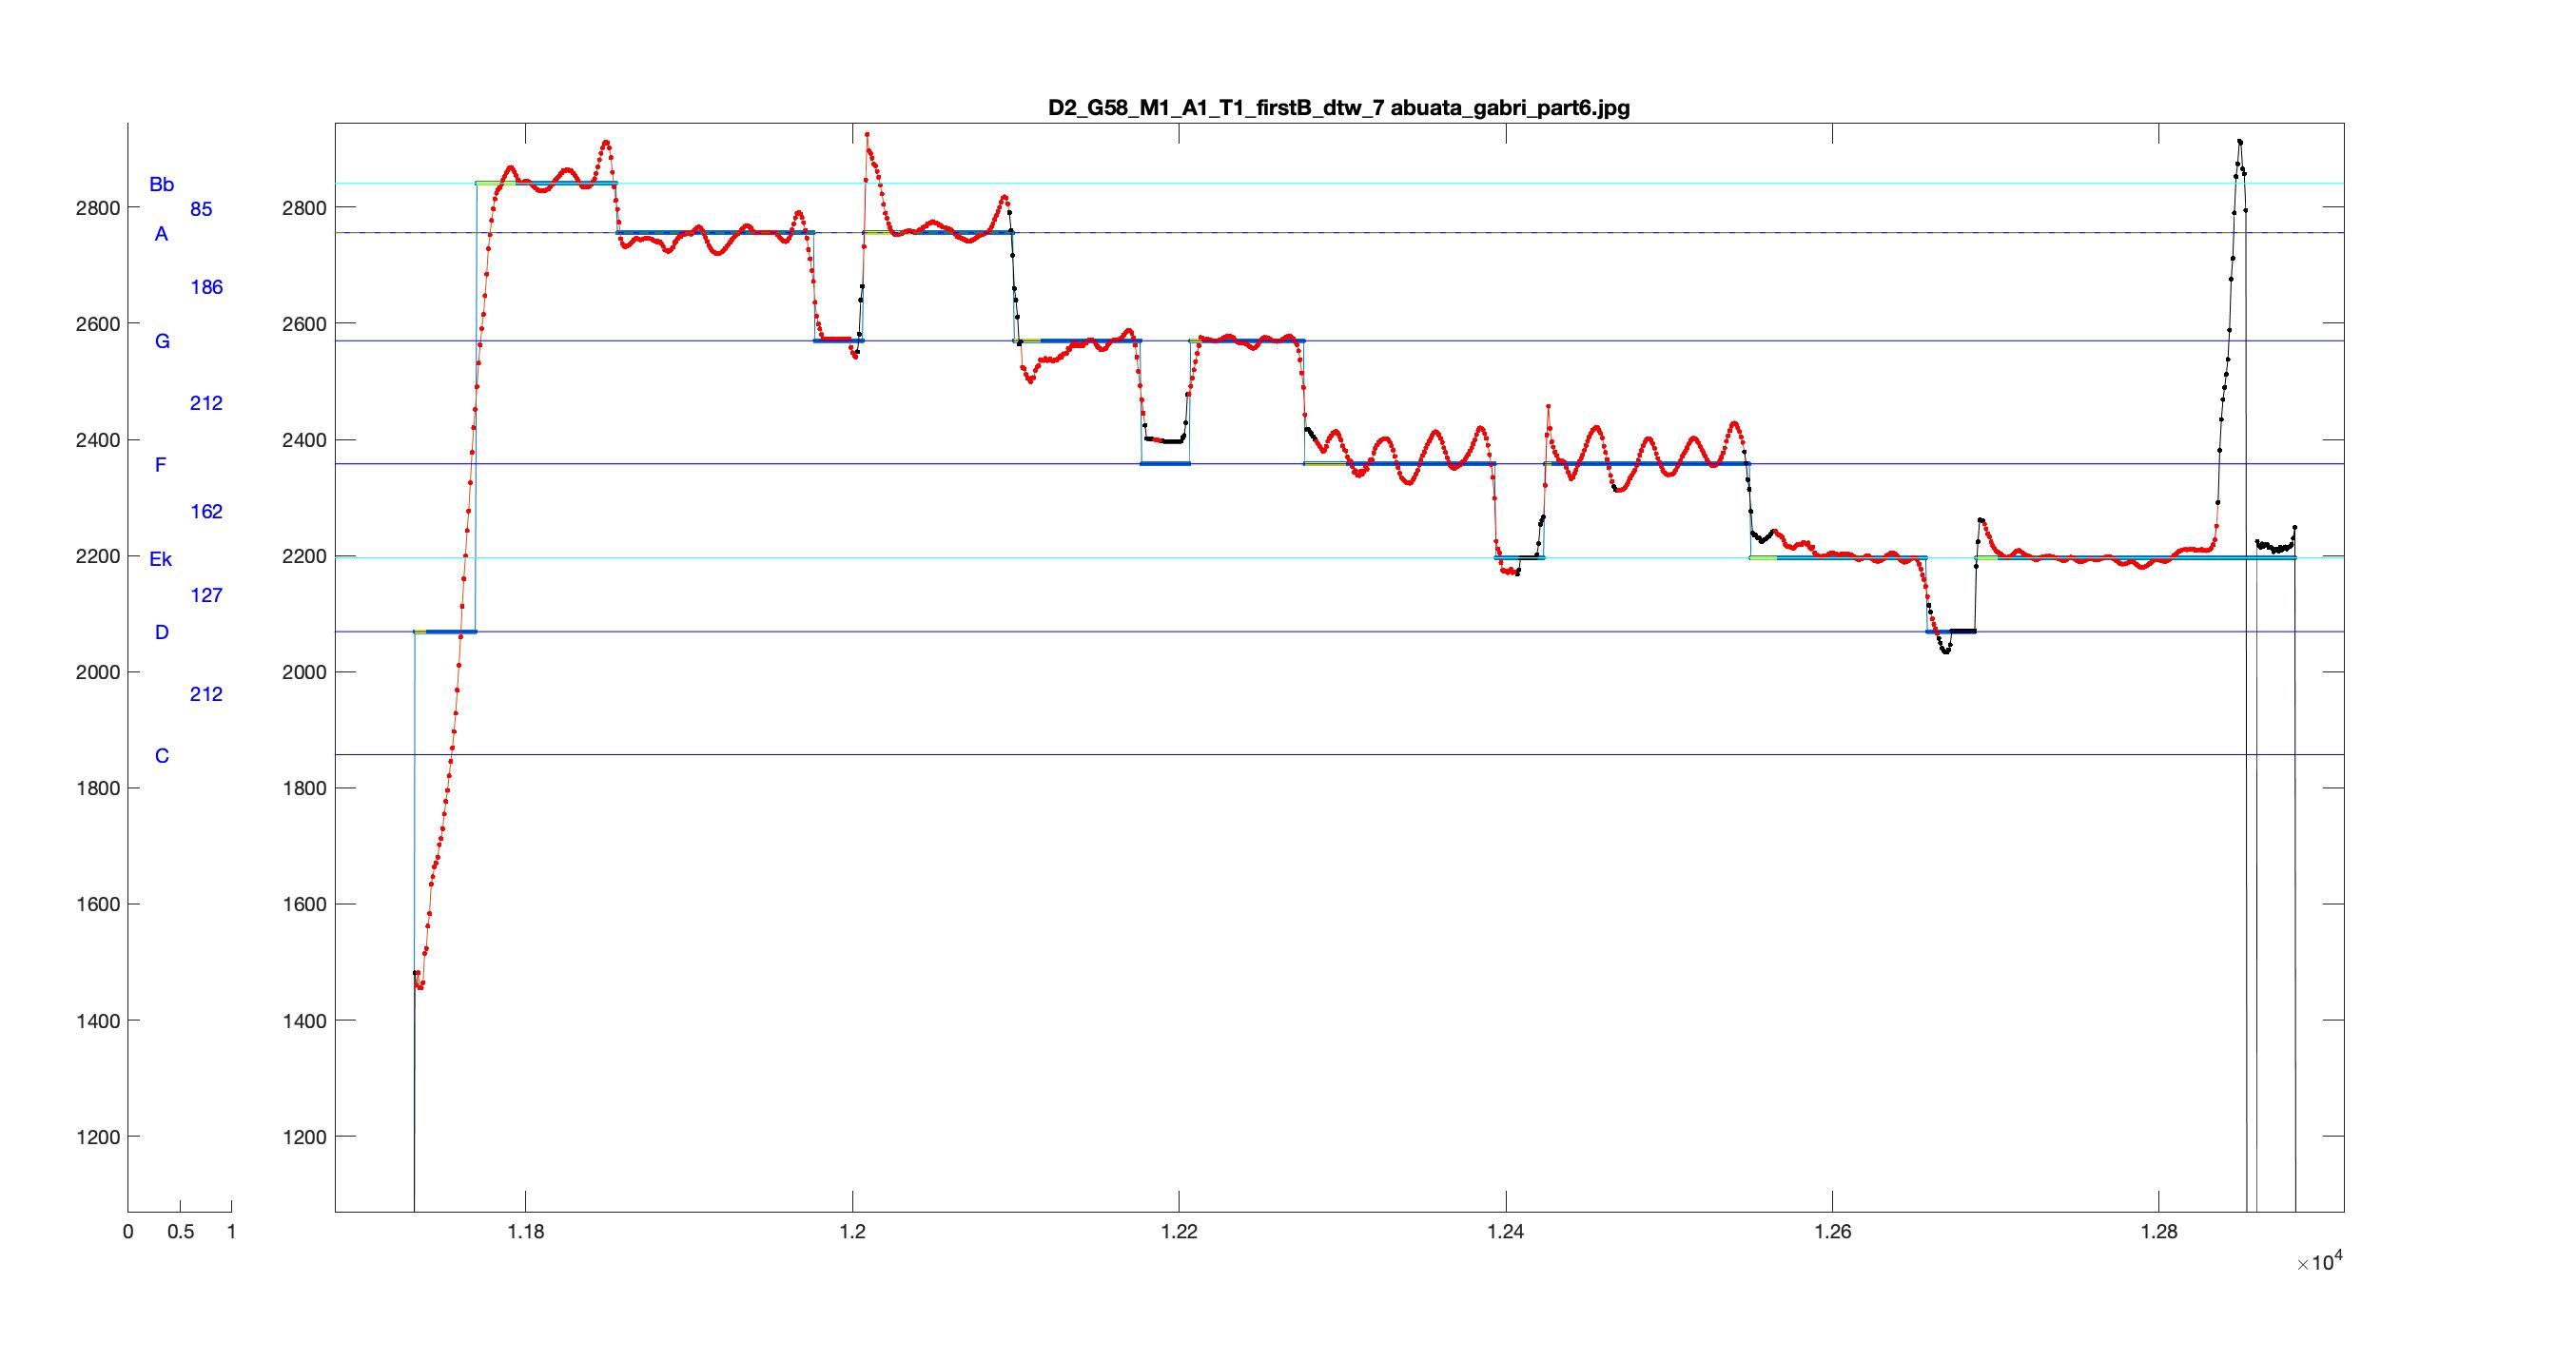 D2_G58_M1_A1_T1_firstB_dtw_7 abuata_gabri_part6.jpg
Bb
2800 85 2800
A
186
2600 2600
G
212
2400 2400
F
162
2200 Ek 2200
127
D
2000 2000
212
C
1800 1800
1600 1600
1400 1400
1200 1200
0 0.5 1 1.18 1.2 1.22 1.24 1.26 1.28
×10^4